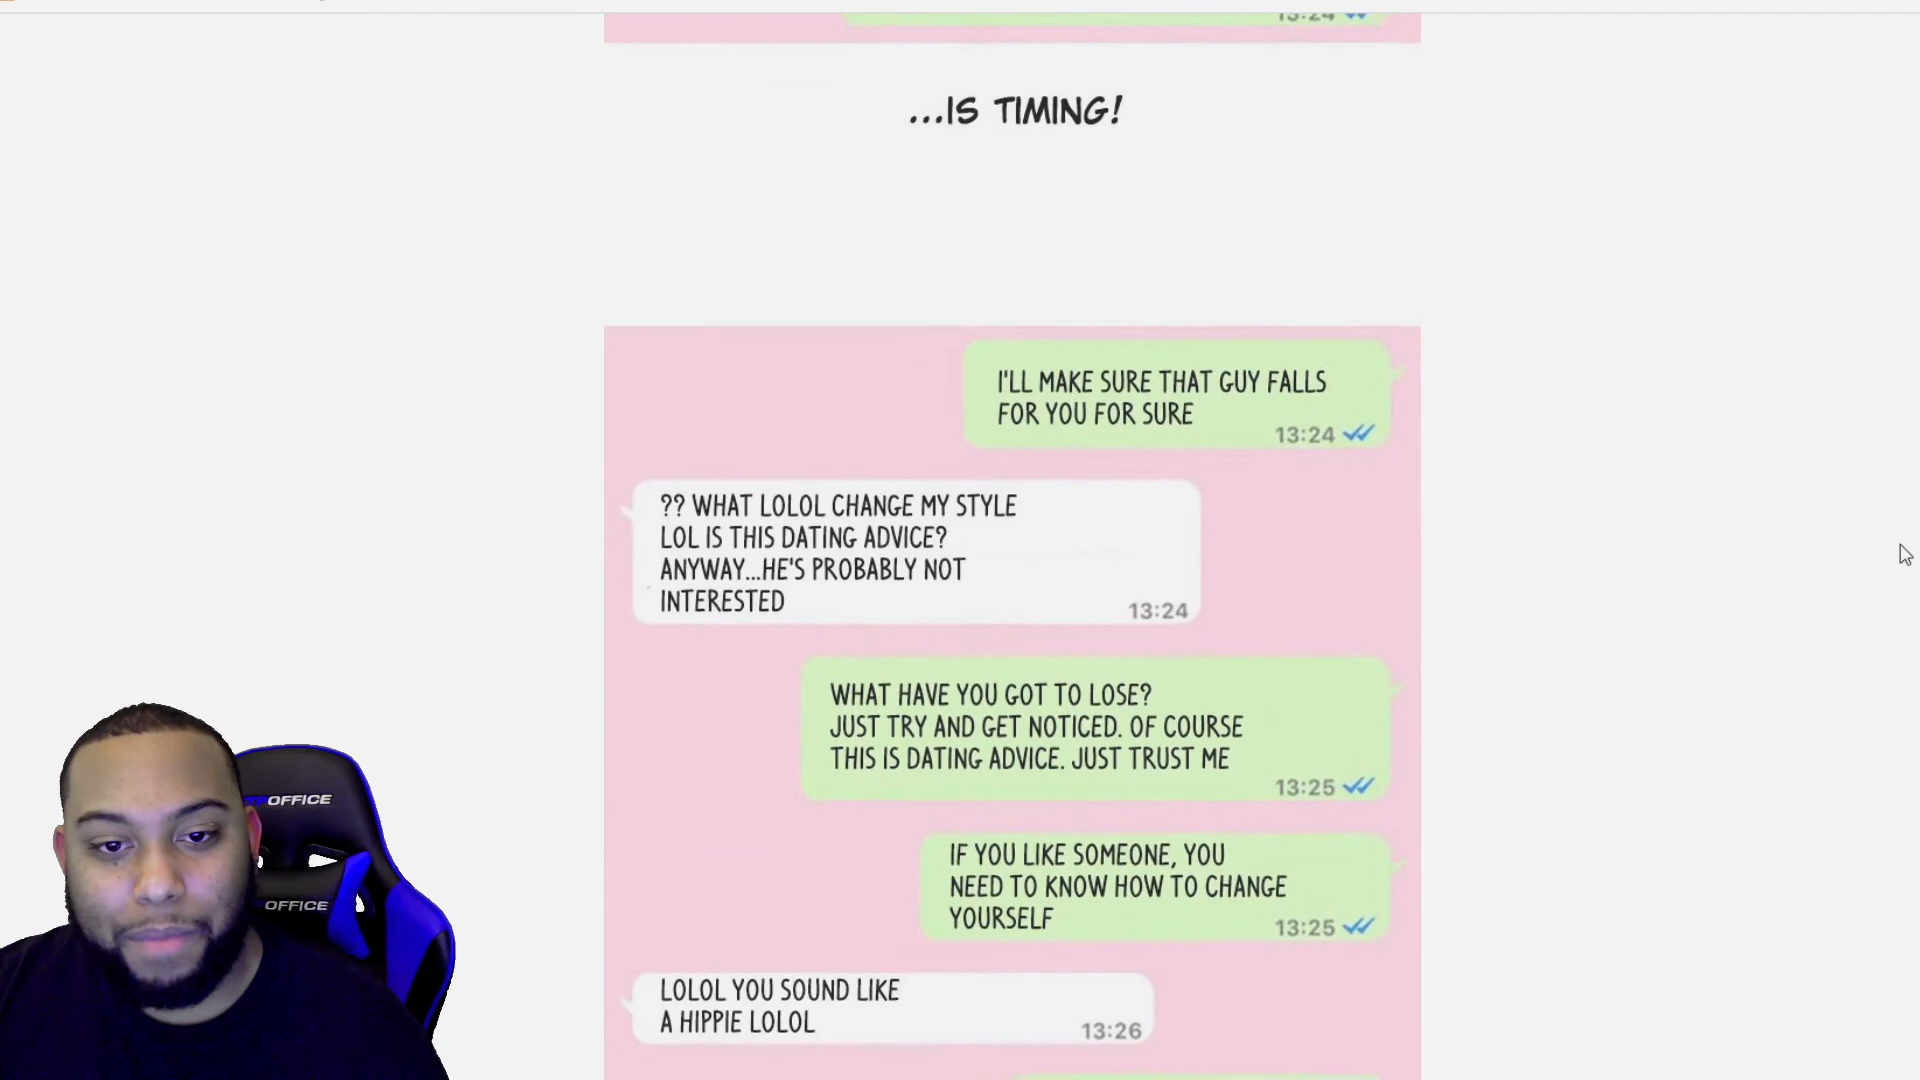 13:24
...IS TIMING!
I'LL MAKE SURE THAT GUY FALLS
FOR YOU FOR SURE
13:24
?? WHAT LOLOL CHANGE MY STYLE
LOL IS THIS DATING ADVICE?
ANYWAY...HE'S PROBABLY NOT
INTERESTED
13:24
WHAT HAVE YOU GOT TO LOSE?
JUST TRY AND GET NOTICED. OF COURSE
THIS IS DATING ADVICE. JUST TRUST ME
13:25
IF YOU LIKE SOMEONE, YOU
NEED TO KNOW HOW TO CHANGE
YOURSELF
13:25
LOLOL YOU SOUND LIKE
A HIPPIE LOLOL
13:26
OFFICE
OFFICE